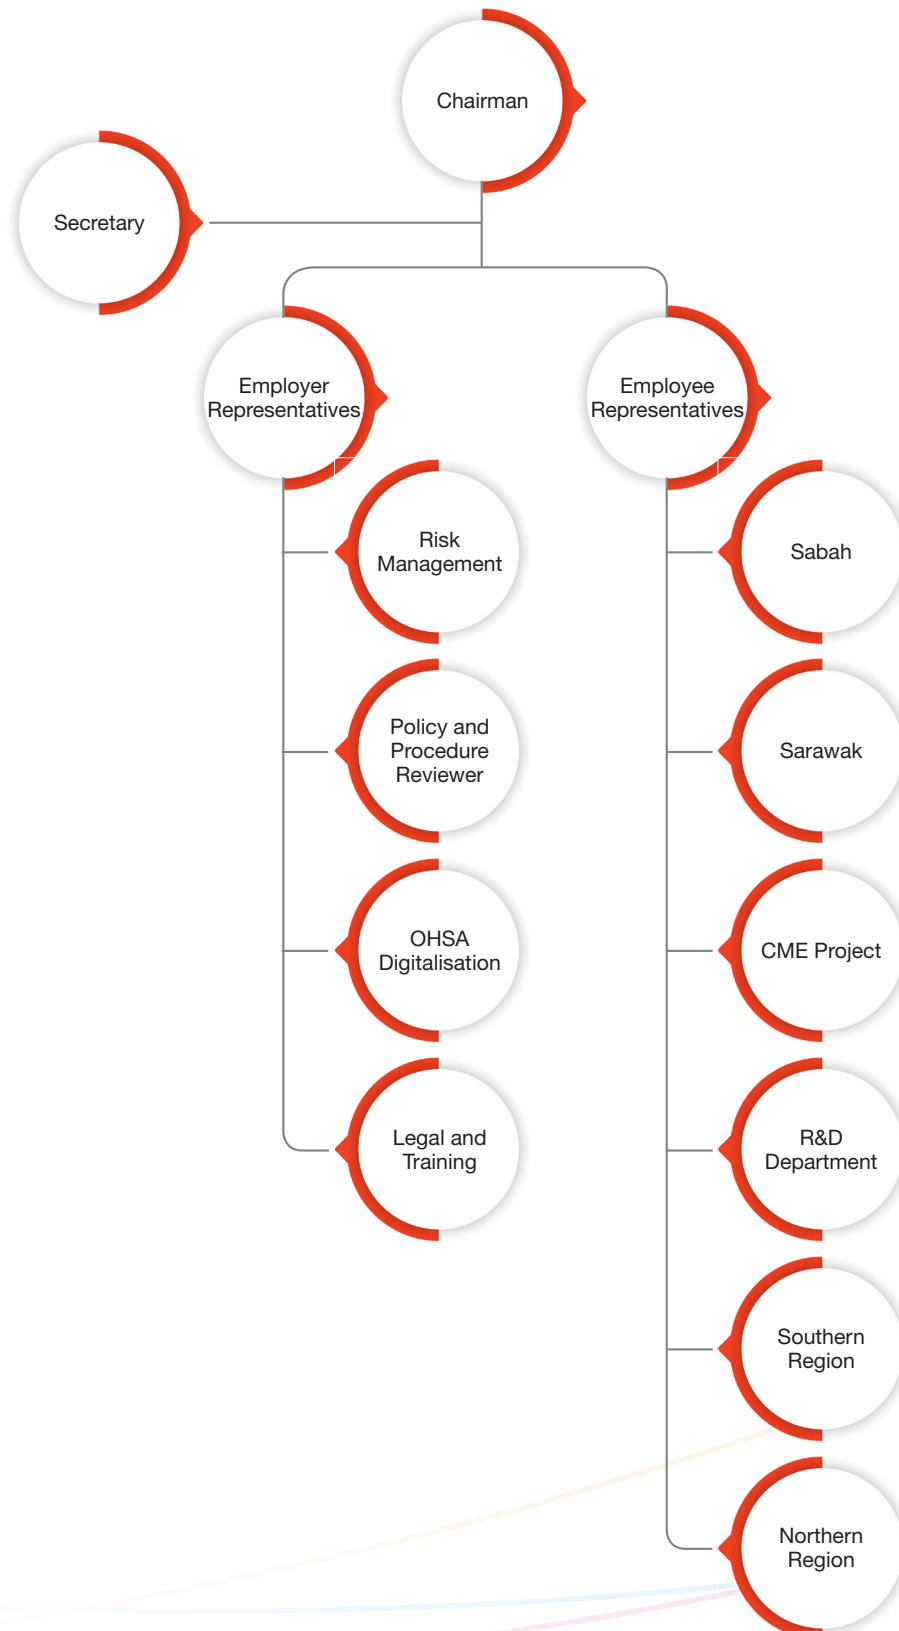 Chairman
Secretary
Employer
Representatives
Employee
Representatives
Risk
Management
Policy and
Procedure
Reviewer
OHSA
Digitalisation
Legal and
Training
Sabah
Sarawak
CME Project
R&D
Department
Southern
Region
Northern
Region